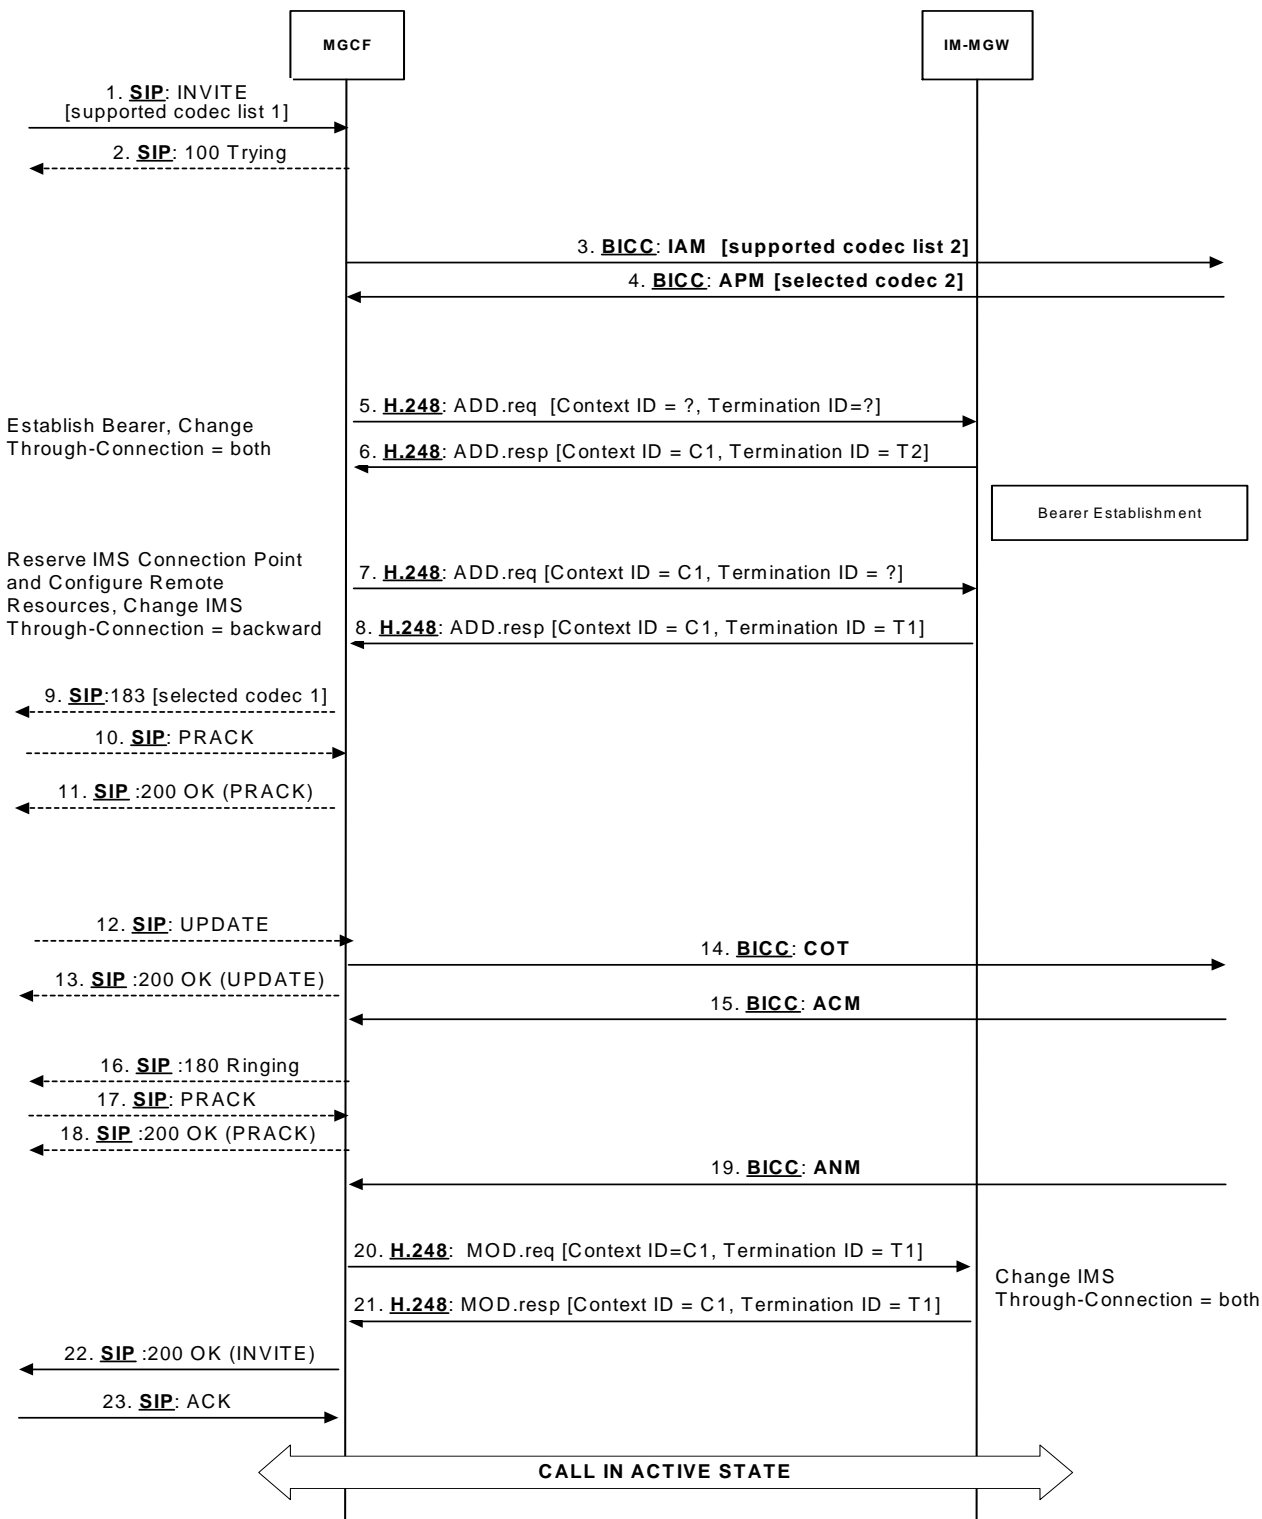 MGCF
IM-MGW
1. SIP: INVITE
[supported codec list 1]
2. SIP: 100 Trying
3. BICC: IAM [supported codec list 2]
4. BICC: APM [selected codec 2]
5. H.248: ADD.req [Context ID = ?, Termination ID=?]
Establish Bearer, Change
Through-Connection = both
6. H.248: ADD.resp [Context ID = C1, Termination ID = T2]
Bearer Establishment
Reserve IMS Connection Point
and Configure Remote
Resources, Change IMS
Through-Connection = backward
7. H.248: ADD.req [Context ID = C1, Termination ID = ?]
8. H.248: ADD.resp [Context ID = C1, Termination ID = T1]
9. SIP:183 [selected codec 1]
10. SIP: PRACK
11. SIP :200 OK (PRACK)
12. SIP: UPDATE
14. BICC: COT
13. SIP :200 OK (UPDATE)
15. BICC: ACM
16. SIP :180 Ringing
17. SIP: PRACK
18. SIP :200 OK (PRACK)
19. BICC: ANM
20. H.248: MOD.req [Context ID=C1, Termination ID = T1]
Change IMS
Through-Connection = both
21. H.248: MOD.resp [Context ID = C1, Termination ID = T1]
22. SIP :200 OK (INVITE)
23. SIP: ACK
CALL IN ACTIVE STATE